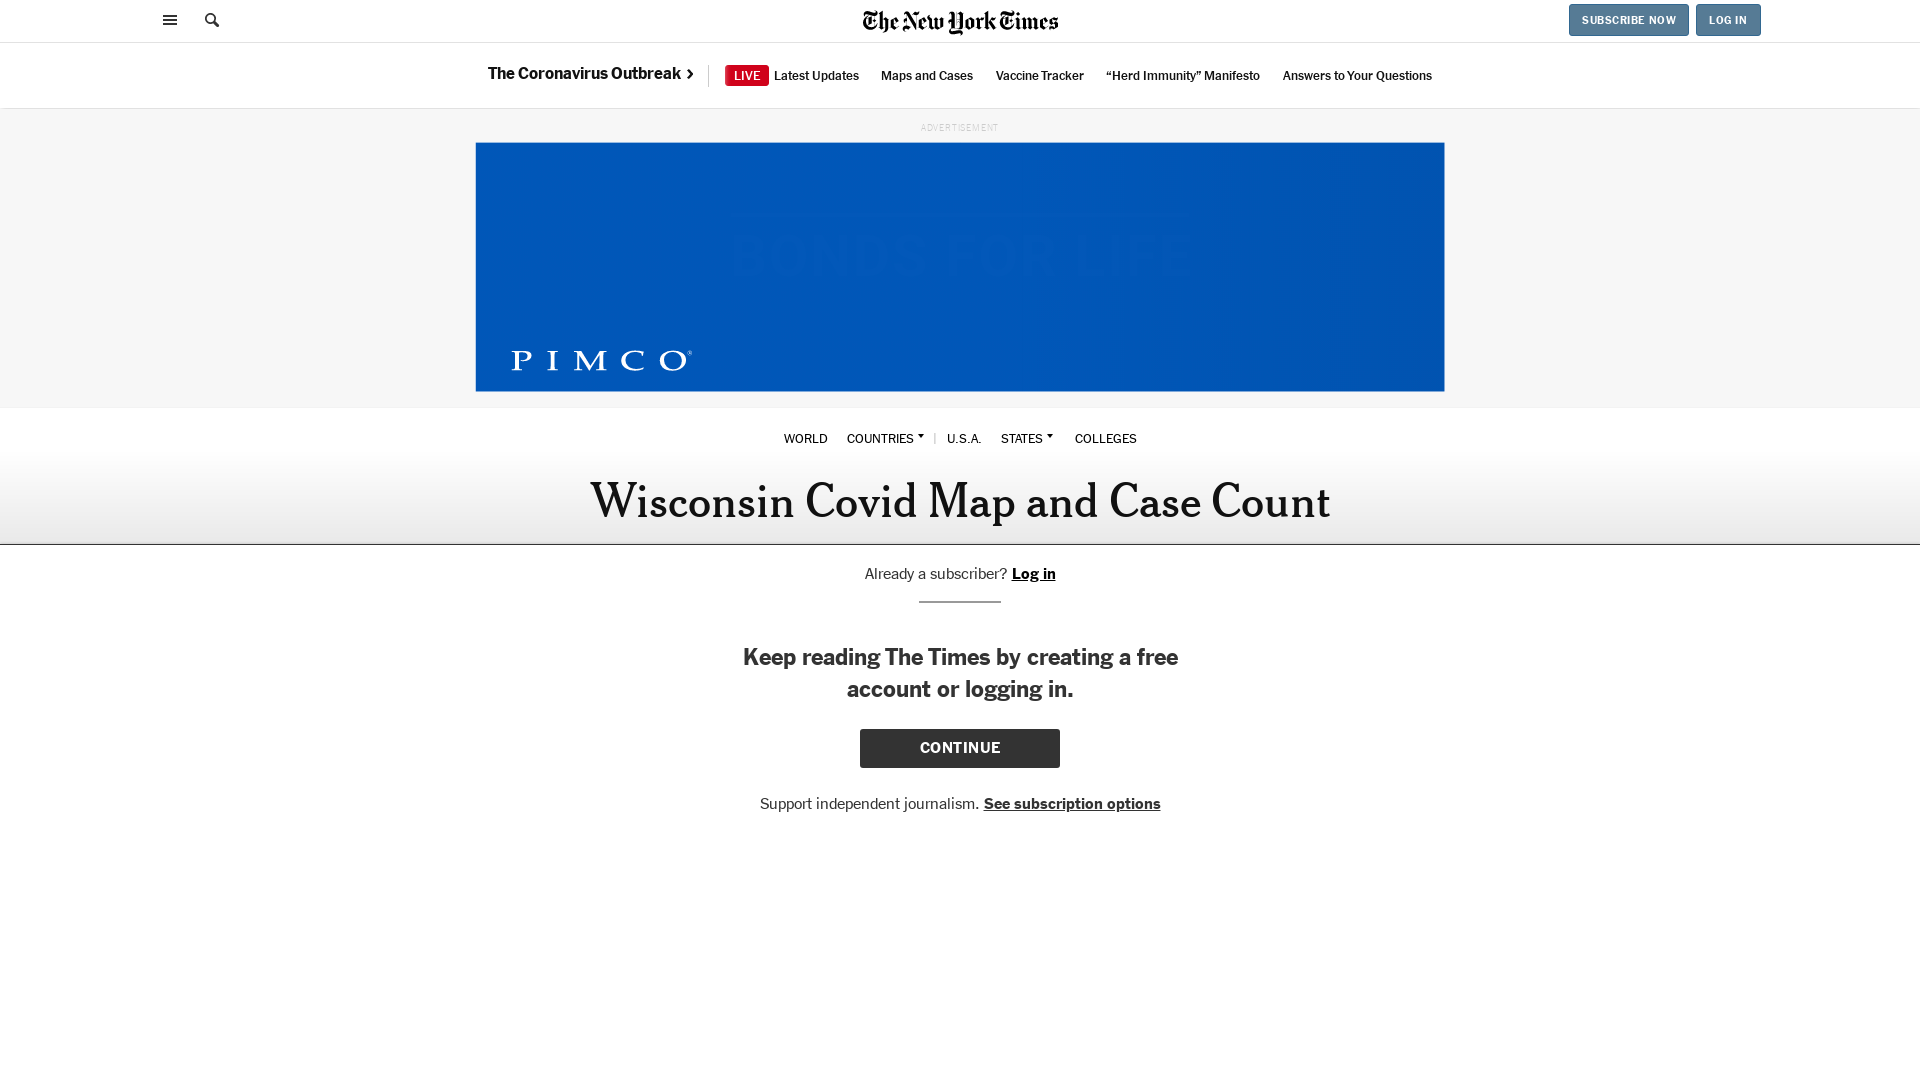 The New York Times
SUBSCRIBE NOW
LOG IN
The Coronavirus Outbreak
LIVE Latest Updates
Maps and Cases
Vaccine Tracker
“Herd Immunity” Manifesto
Answers to Your Questions
ADVERTISEMENT
BONDS FOR LIFE
PIMCO®
WORLD
COUNTRIES
U.S.A.
STATES
COLLEGES
Wisconsin Covid Map and Case Count
Already a subscriber? Log in
Keep reading The Times by creating a free
account or logging in.
CONTINUE
Support independent journalism. See subscription options